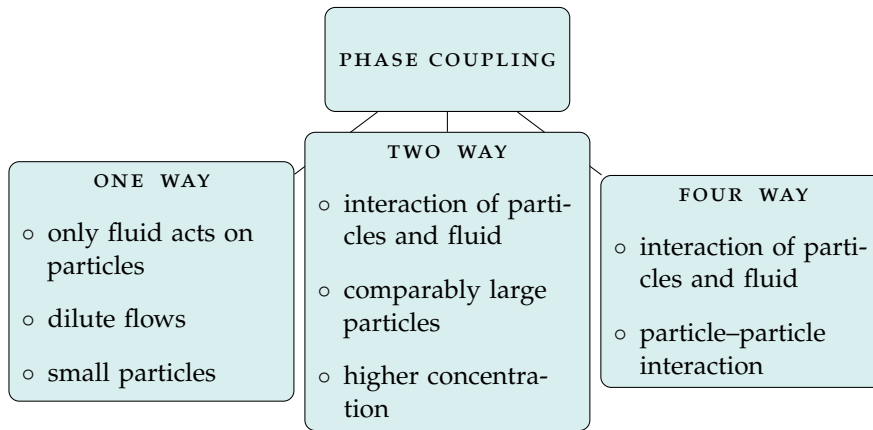 PHASE COUPLING
ONE WAY
○ only fluid acts on
particles
○ dilute flows
○ small particles
TWO WAY
○ interaction of parti-
cles and fluid
○ comparably large
particles
○ higher concentra-
tion
FOUR WAY
○ interaction of parti-
cles and fluid
○ particle–particle
interaction